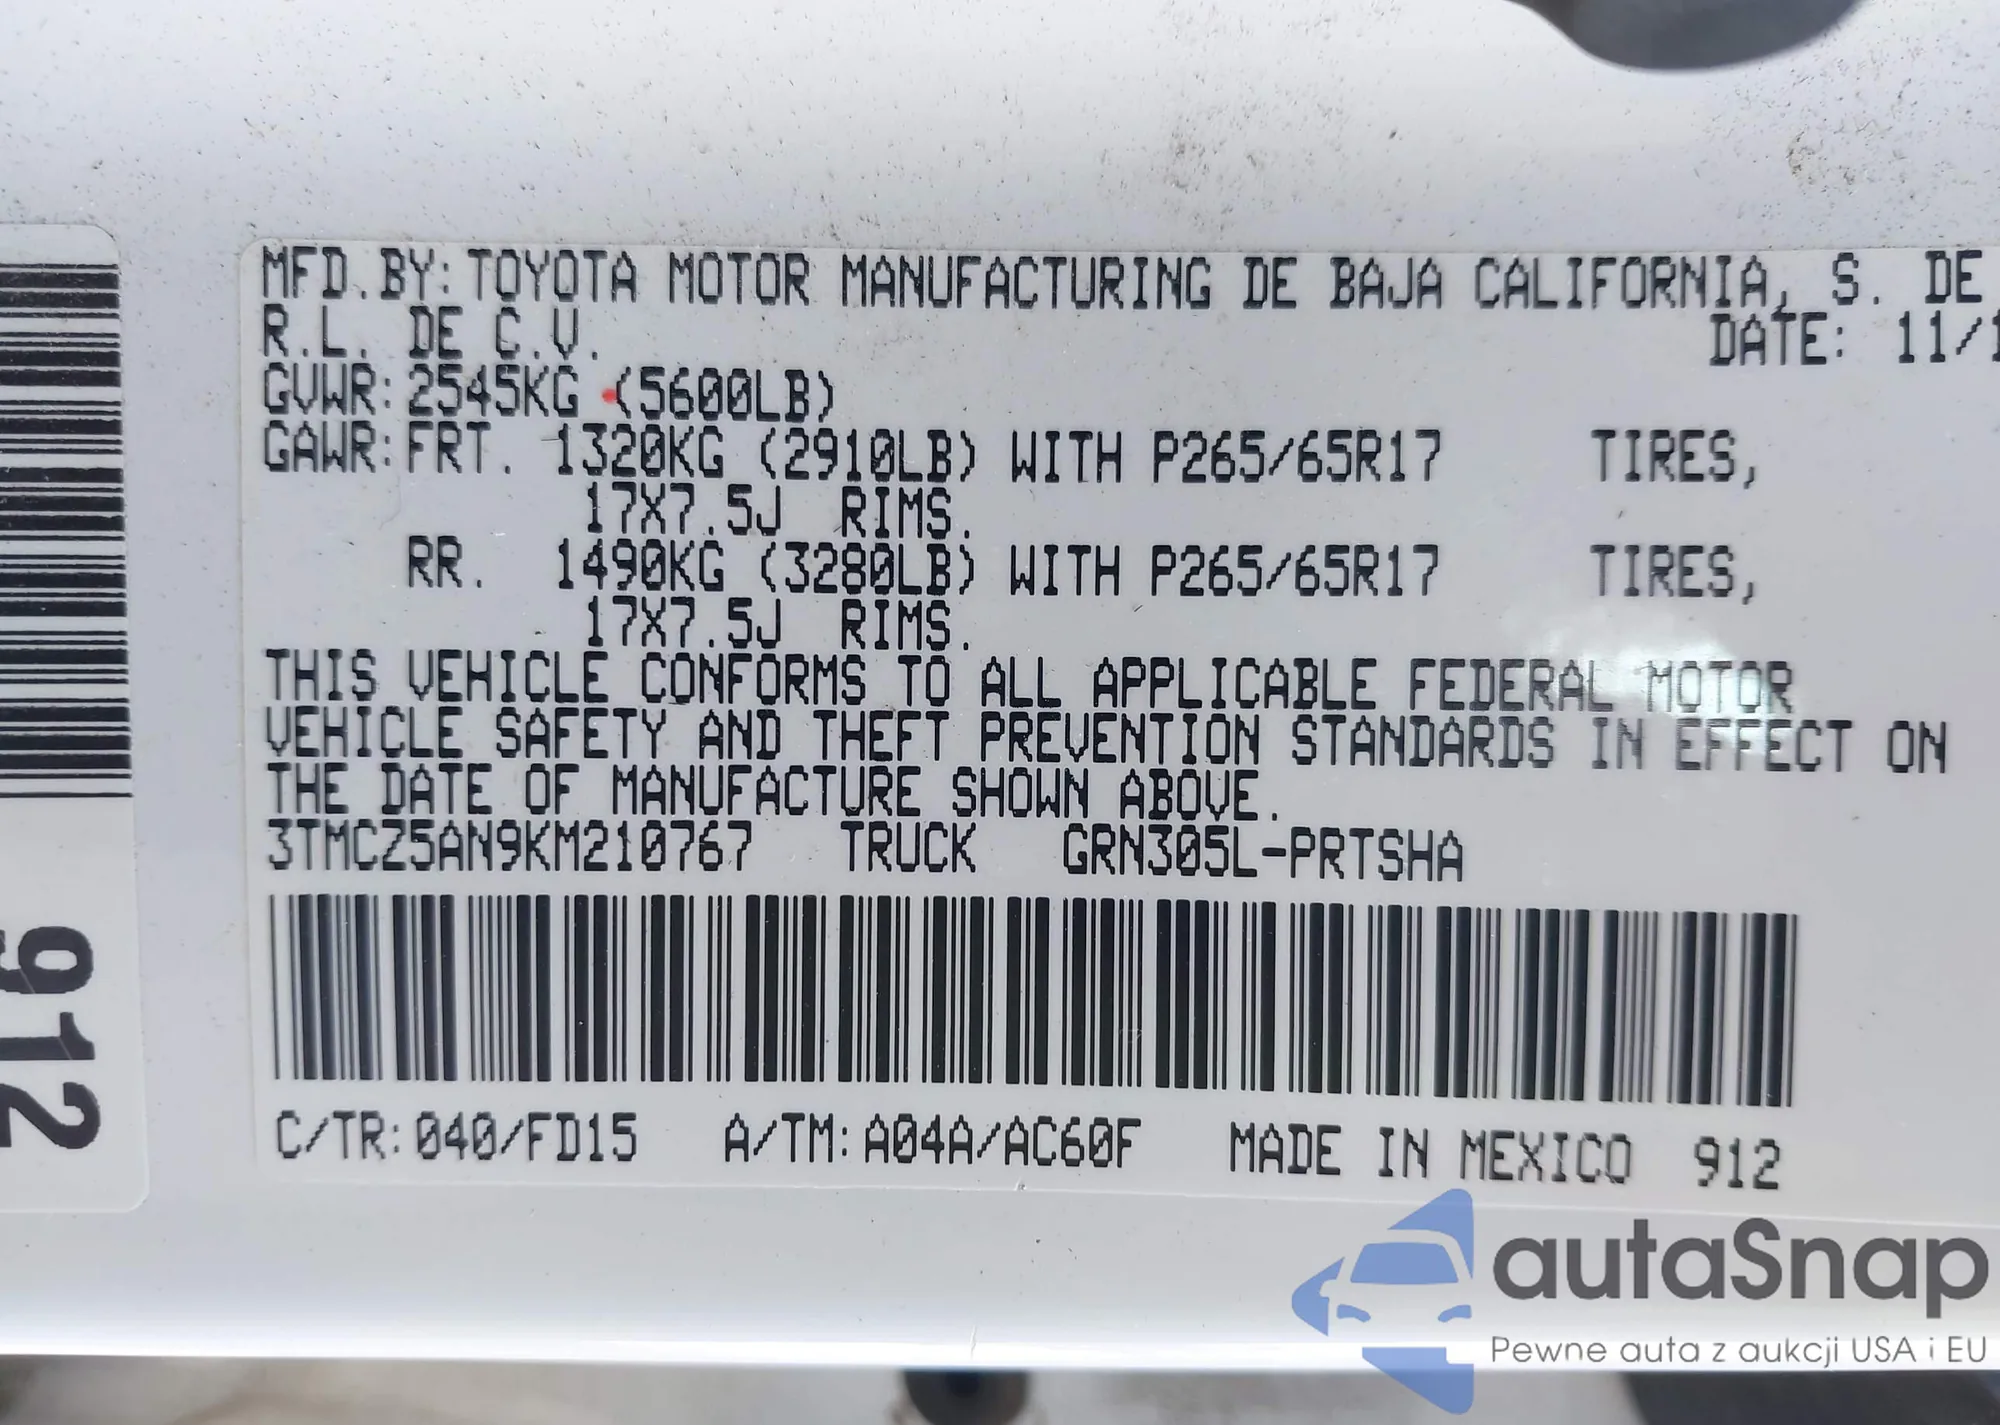 MFD.BY:TOYOTA MOTOR MANUFACTURING DE BAJA CALIFORNIA, S. DE
R.L. DE C.V.
DATE: 11/1
GVWR:2545KG (5600LB)
GAWR:FRT. 1320KG (2910LB) WITH P265/65R17 TIRES,
17X7.5J RIMS.
RR. 1490KG (3280LB) WITH P265/65R17 TIRES,
17X7.5J RIMS.
THIS VEHICLE CONFORMS TO ALL APPLICABLE FEDERAL MOTOR
VEHICLE SAFETY AND THEFT PREVENTION STANDARDS IN EFFECT ON
THE DATE OF MANUFACTURE SHOWN ABOVE.
3TMCZ5AN9KM210767 TRUCK GRN305L-PRTSHA
C/TR:040/FD15 A/TM:A04A/AC60F MADE IN MEXICO 912
912
autaSnap
Pewne auta z aukcji USA i EU